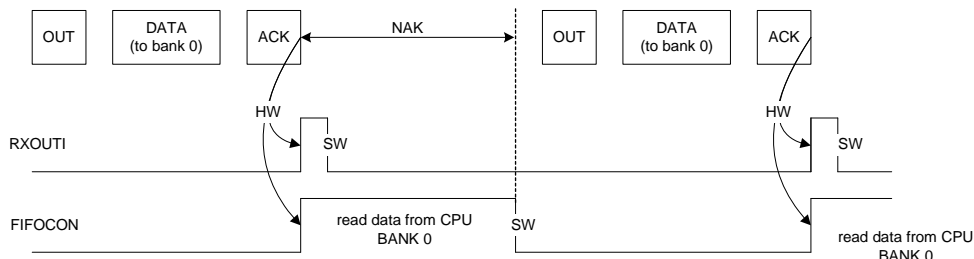 OUT
DATA
(to bank 0)
ACK
NAK
OUT
DATA
(to bank 0)
ACK
HW
HW
RXOUTI
SW
SW
FIFOCON
read data from CPU
BANK 0
SW
read data from CPU
BANK 0